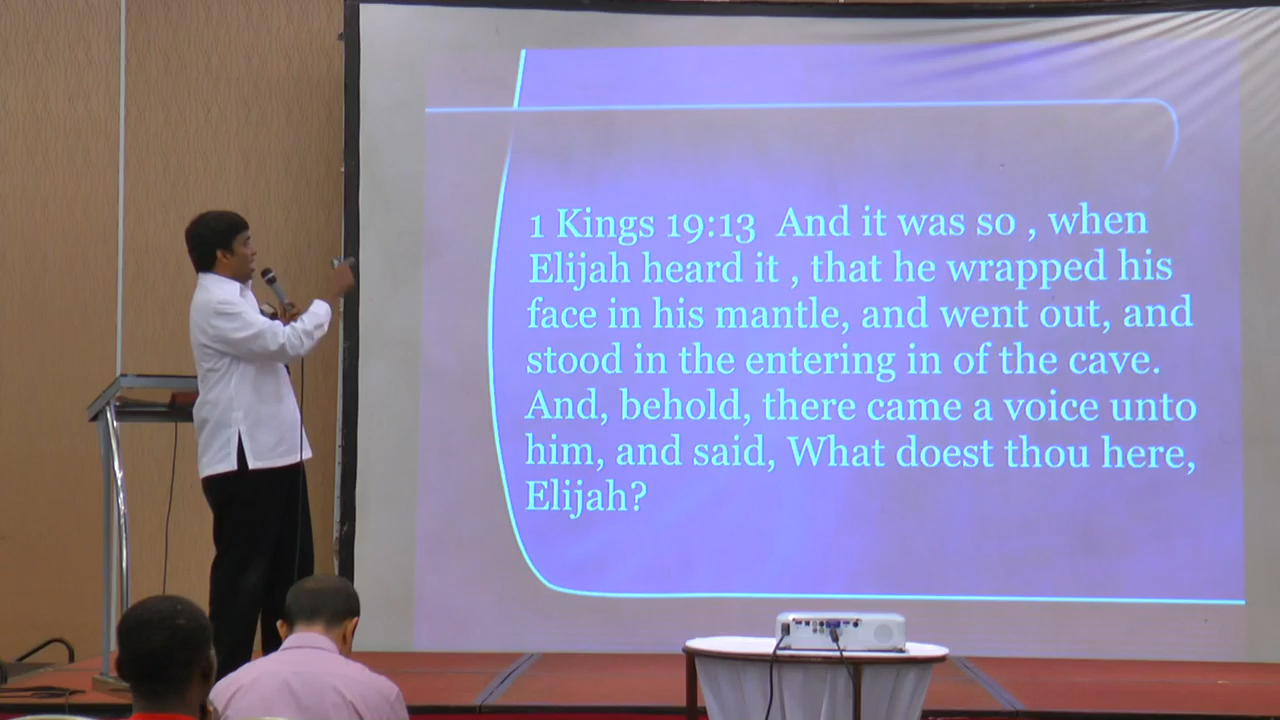 1 Kings 19:13 And it was so , when
Elijah heard it , that he wrapped his
face in his mantle, and went out, and
stood in the entering in of the cave.
And, behold, there came a voice unto
him, and said, What doest thou here,
Elijah?